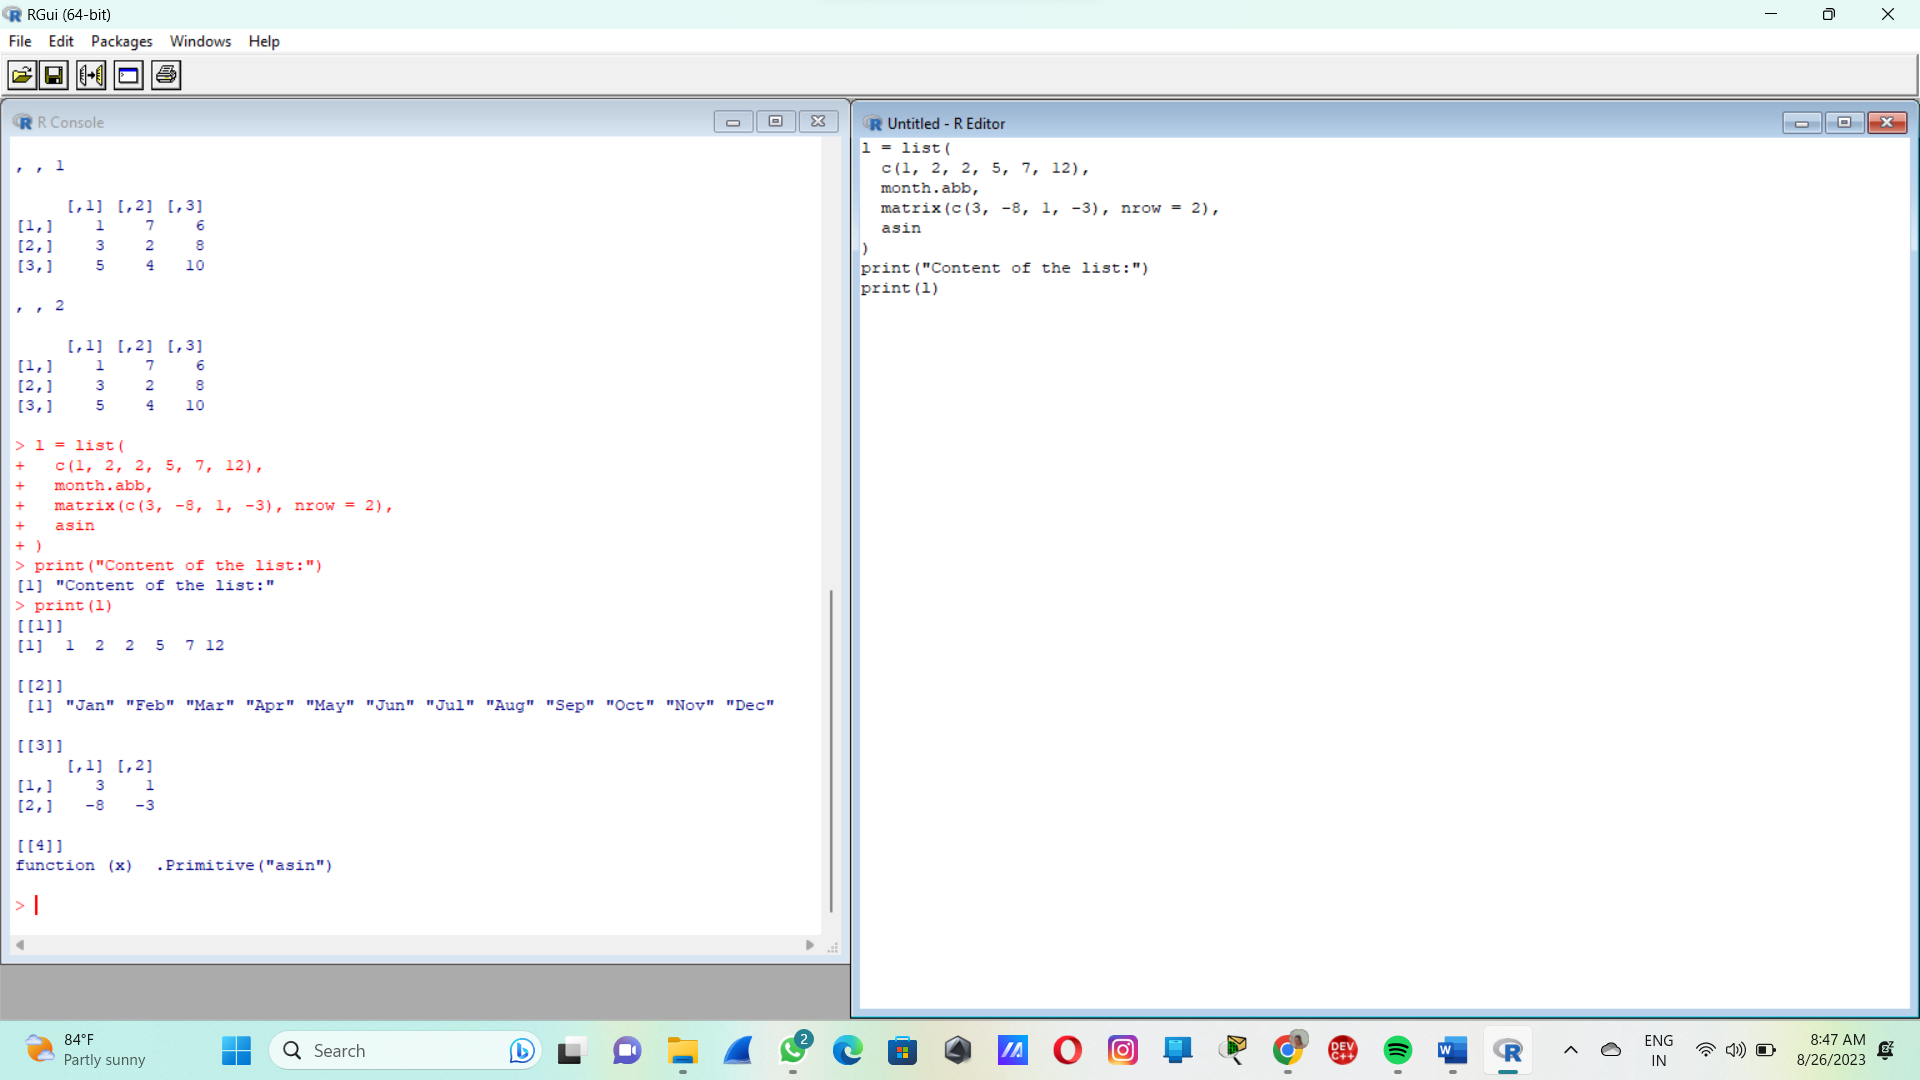 RGui (64-bit)
File Edit Packages Windows Help
R Console
, , 1
     [,1] [,2] [,3]
[1,]    1    7    6
[2,]    3    2    8
[3,]    5    4   10
, , 2
     [,1] [,2] [,3]
[1,]    1    7    6
[2,]    3    2    8
[3,]    5    4   10
> l = list(
+   c(1, 2, 2, 5, 7, 12),
+   month.abb,
+   matrix(c(3, -8, 1, -3), nrow = 2),
+   asin
+ )
> print("Content of the list:")
[1] "Content of the list:"
> print(l)
[[1]]
[1]  1  2  2  5  7 12
[[2]]
 [1] "Jan" "Feb" "Mar" "Apr" "May" "Jun" "Jul" "Aug" "Sep" "Oct" "Nov" "Dec"
[[3]]
     [,1] [,2]
[1,]    3    1
[2,]   -8   -3
[[4]]
function (x)  .Primitive("asin")
>
Untitled - R Editor
l = list(
  c(1, 2, 2, 5, 7, 12),
  month.abb,
  matrix(c(3, -8, 1, -3), nrow = 2),
  asin
)
print("Content of the list:")
print(l)
84°F
Partly sunny
Search
2
DEV
C++
W
R
ENG
IN
8:47 AM
8/26/2023